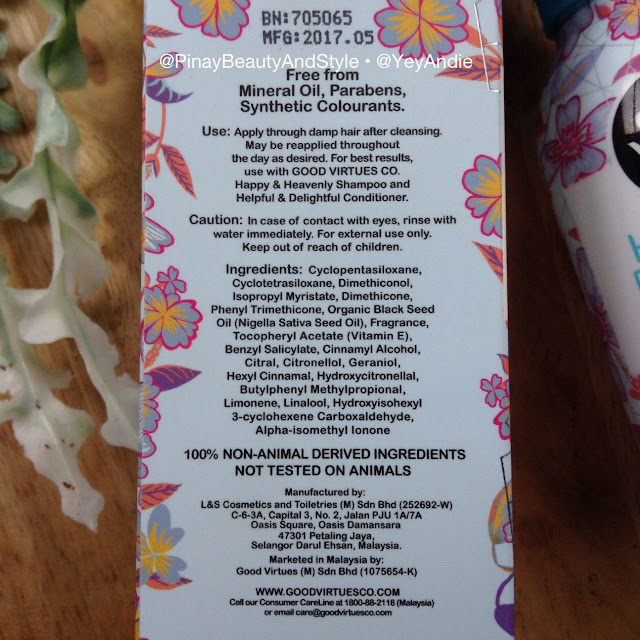 BN:705065
MFG:2017.05
@PinayBeautyAndStyle • @YeyAndie
Free from
Mineral Oil, Parabens,
Synthetic Colourants.
Use: Apply through damp hair after cleansing.
May be reapplied throughout
the day as desired. For best results,
use with GOOD VIRTUES CO.
Happy & Heavenly Shampoo and
Helpful & Delightful Conditioner.
Caution: In case of contact with eyes, rinse with
water immediately. For external use only.
Keep out of reach of children.
Ingredients: Cyclopentasiloxane,
Cyclotetrasiloxane, Dimethiconol,
Isopropyl Myristate, Dimethicone,
Phenyl Trimethicone, Organic Black Seed
Oil (Nigella Sativa Seed Oil), Fragrance,
Tocopheryl Acetate (Vitamin E),
Benzyl Salicylate, Cinnamyl Alcohol,
Citral, Citronellol, Geraniol,
Hexyl Cinnamal, Hydroxycitronellal,
Butylphenyl Methylpropional,
Limonene, Linalool, Hydroxyisohexyl
3-cyclohexene Carboxaldehyde,
Alpha-isomethyl Ionone
100% NON-ANIMAL DERIVED INGREDIENTS
NOT TESTED ON ANIMALS
Manufactured by:
L&S Cosmetics and Toiletries (M) Sdn Bhd (252692-W)
C-6-3A, Capital 3, No. 2, Jalan PJU 1A/7A
Oasis Square, Oasis Damansara
47301 Petaling Jaya,
Selangor Darul Ehsan, Malaysia.
Marketed in Malaysia by:
Good Virtues (M) Sdn Bhd (1075654-K)
WWW.GOODVIRTUESCO.COM
Call our Consumer CareLine at 1800-88-2118 (Malaysia)
or email care@goodvirtuesco.com